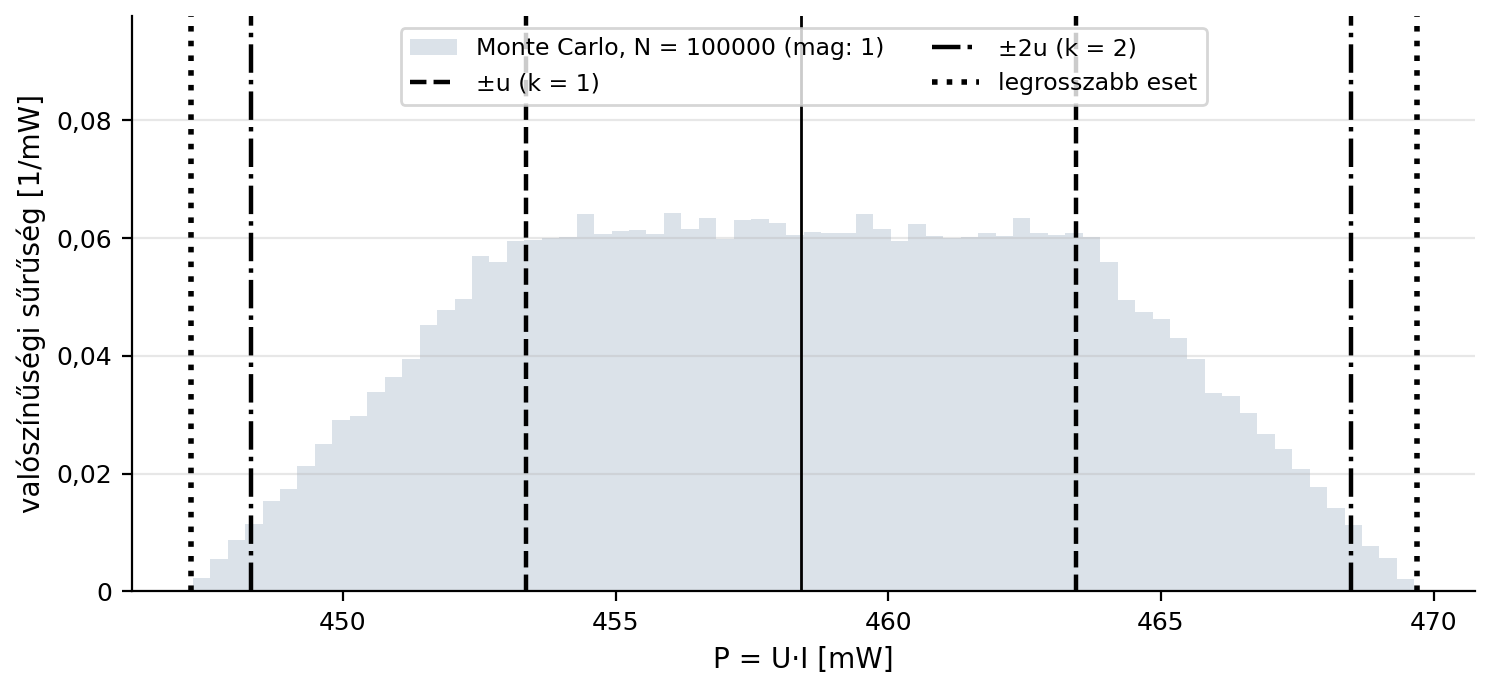 Monte Carlo, N = 100000 (mag: 1)
±u (k = 1)
±2u (k = 2)
legrosszabb eset
valószínűségi sűrűség [1/mW]
0,08
0,06
0,04
0,02
0
450
455
460
465
470
P = U·I [mW]